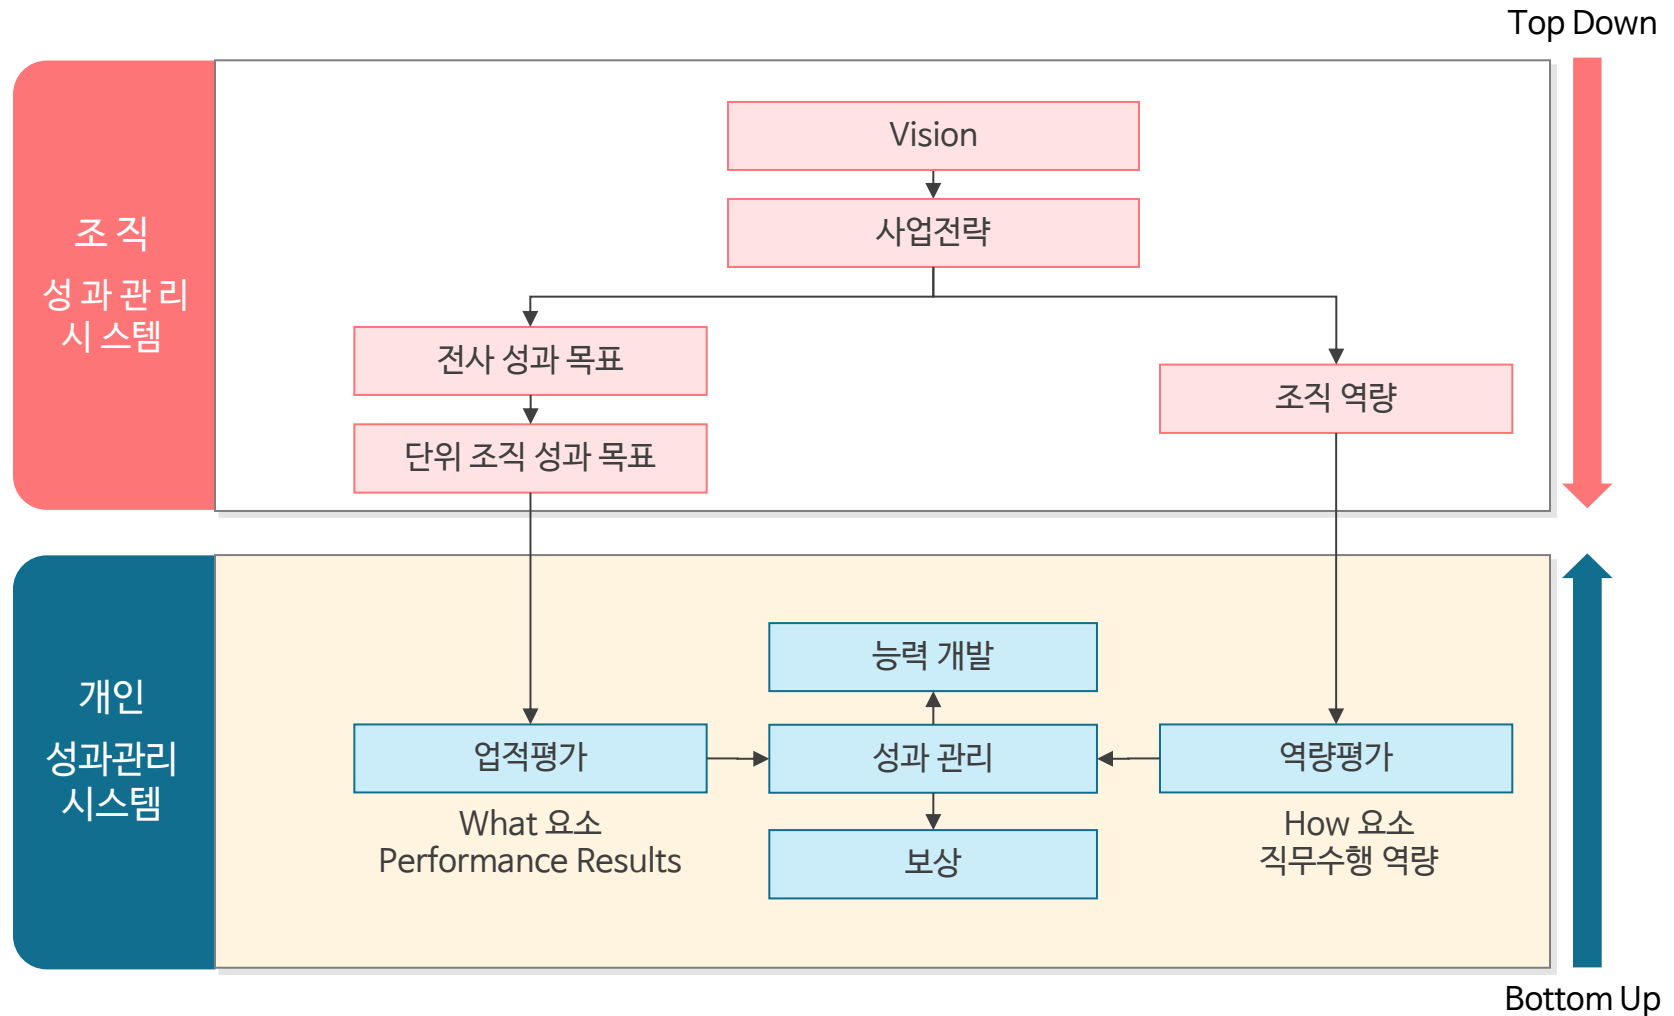 Top Down
조 직
성 과 관 리
시 스템
Vision
사업전략
전사 성과 목표
조직 역량
단위 조직 성과 목표
개인
성과관리
시스템
능력 개발
업적평가
성과 관리
역량평가
What 요소
Performance Results
How 요소
직무수행 역량
보상
Bottom Up